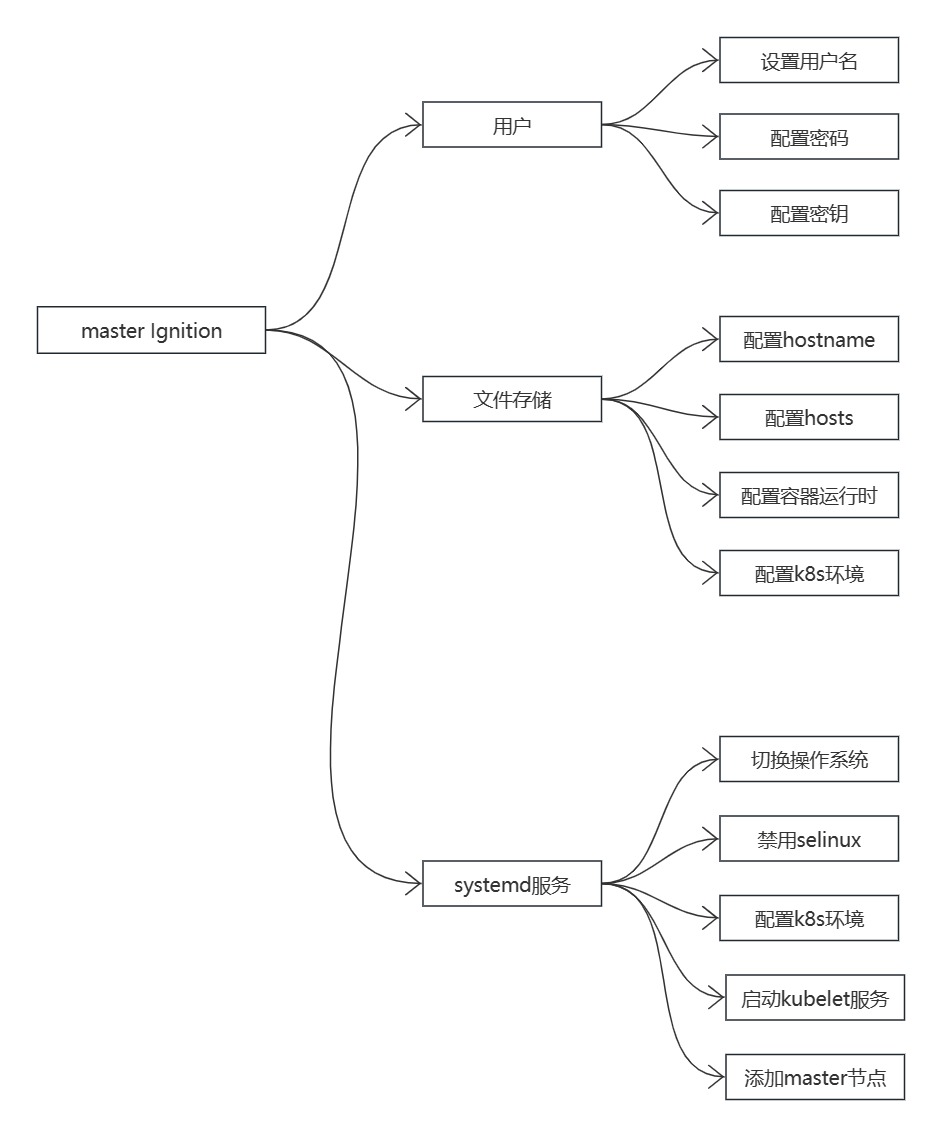 设置用户名
用户
配置密码
配置密钥
master Ignition
配置hostname
文件存储
配置hosts
配置容器运行时
配置k8s环境
切换操作系统
禁用selinux
systemd服务
配置k8s环境
启动kubelet服务
添加master节点